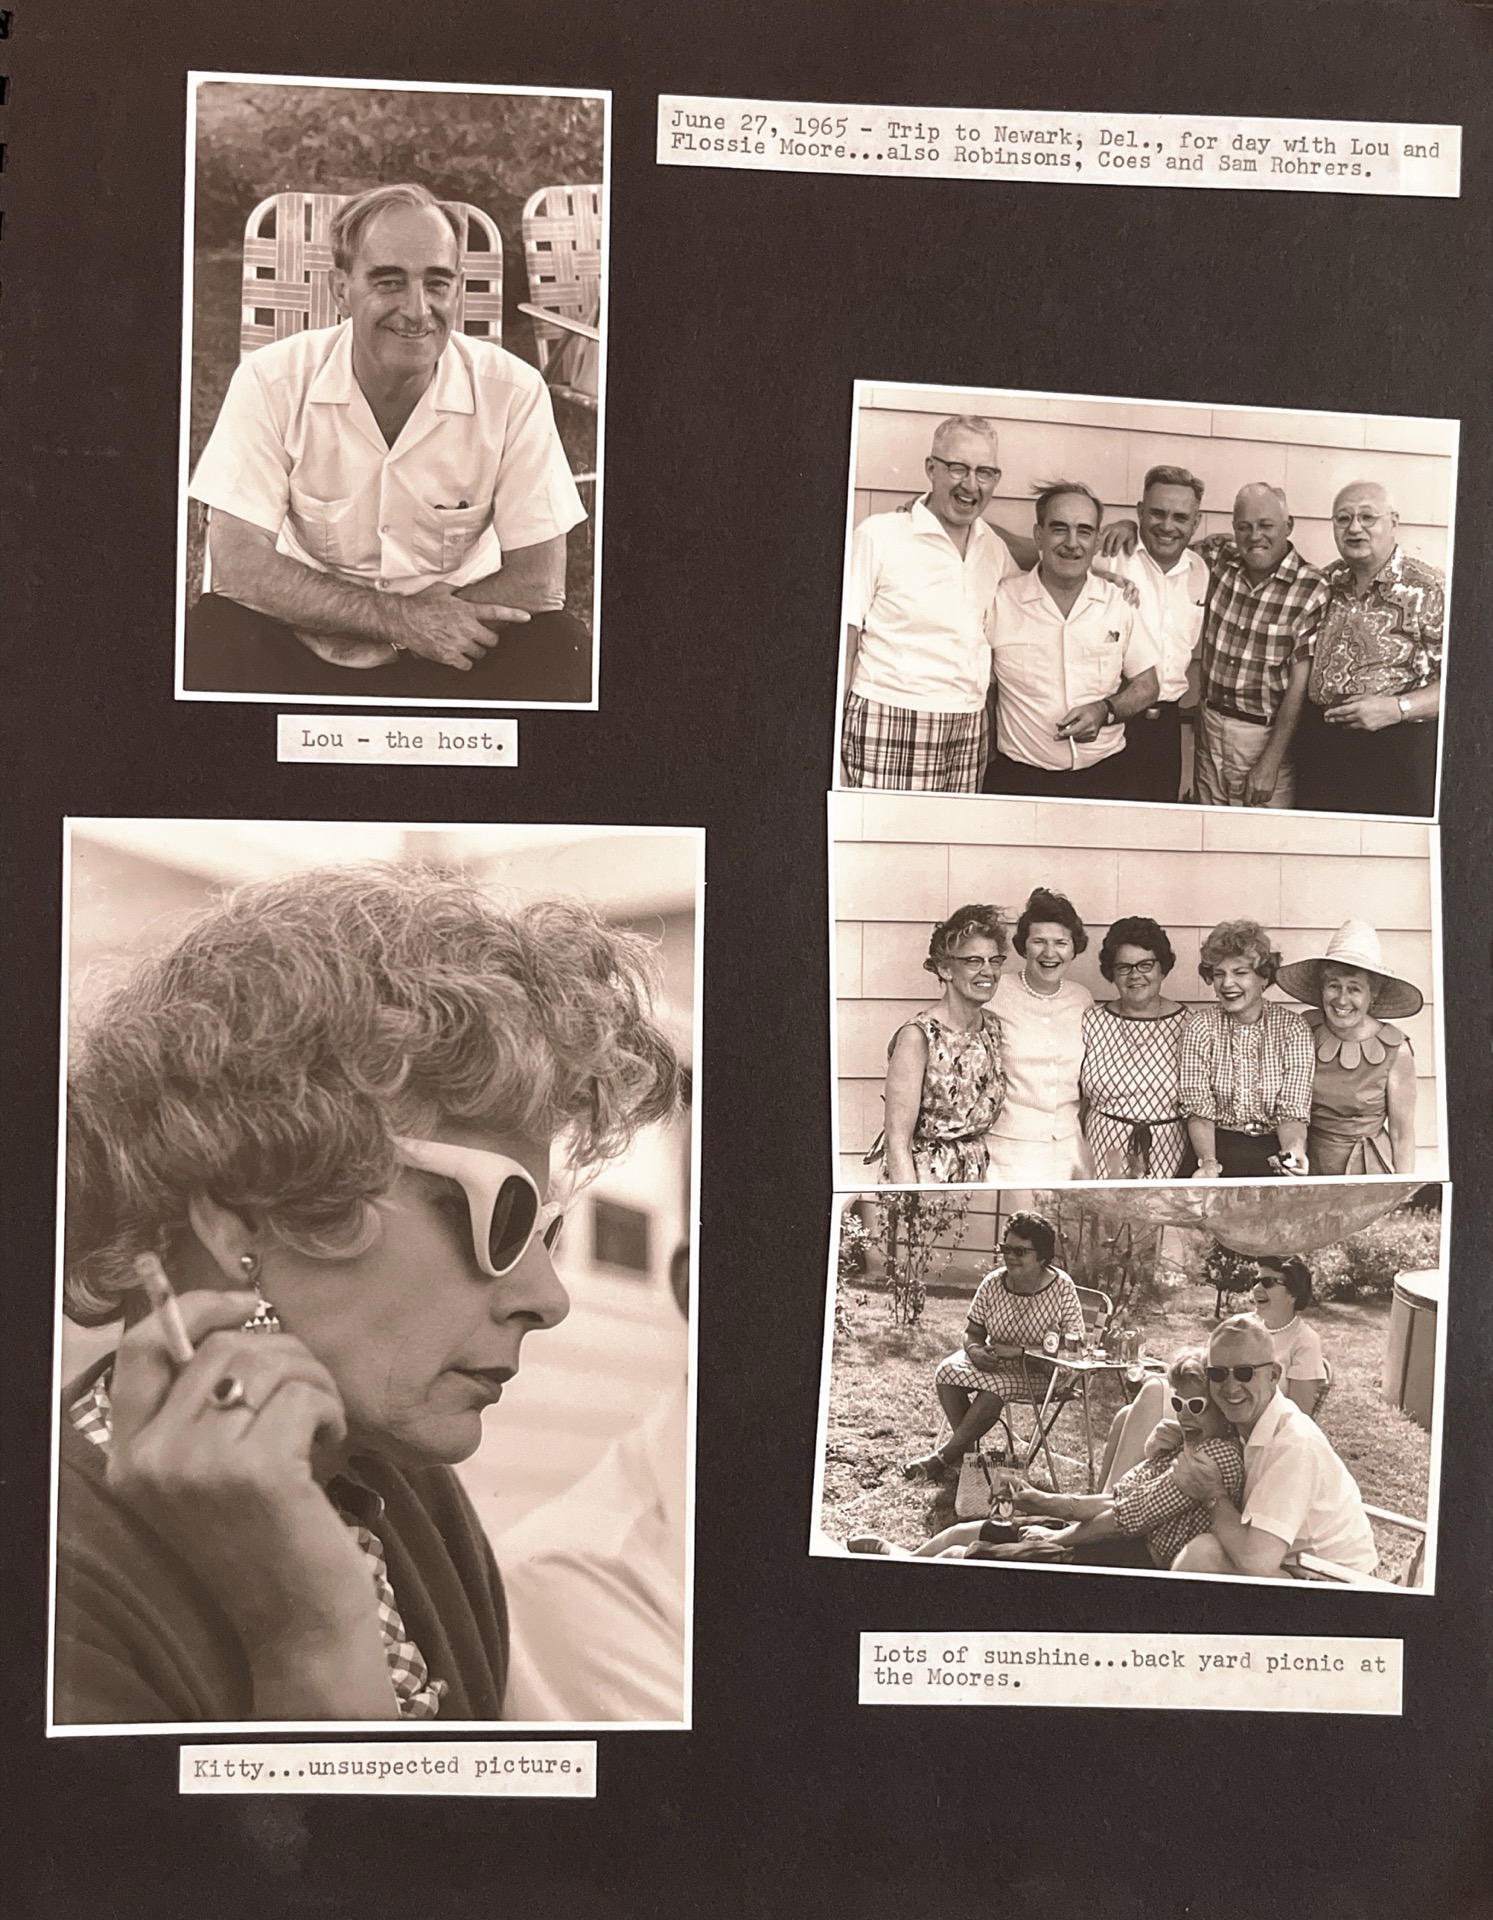 June 27, 1965 - Trip to Newark, Del., for day with Lou and
Flossie Moore...also Robinsons, Coes and Sam Rohrers.
Lou - the host.
Kitty...unsuspected picture.
Lots of sunshine...back yard picnic at
the Moores.